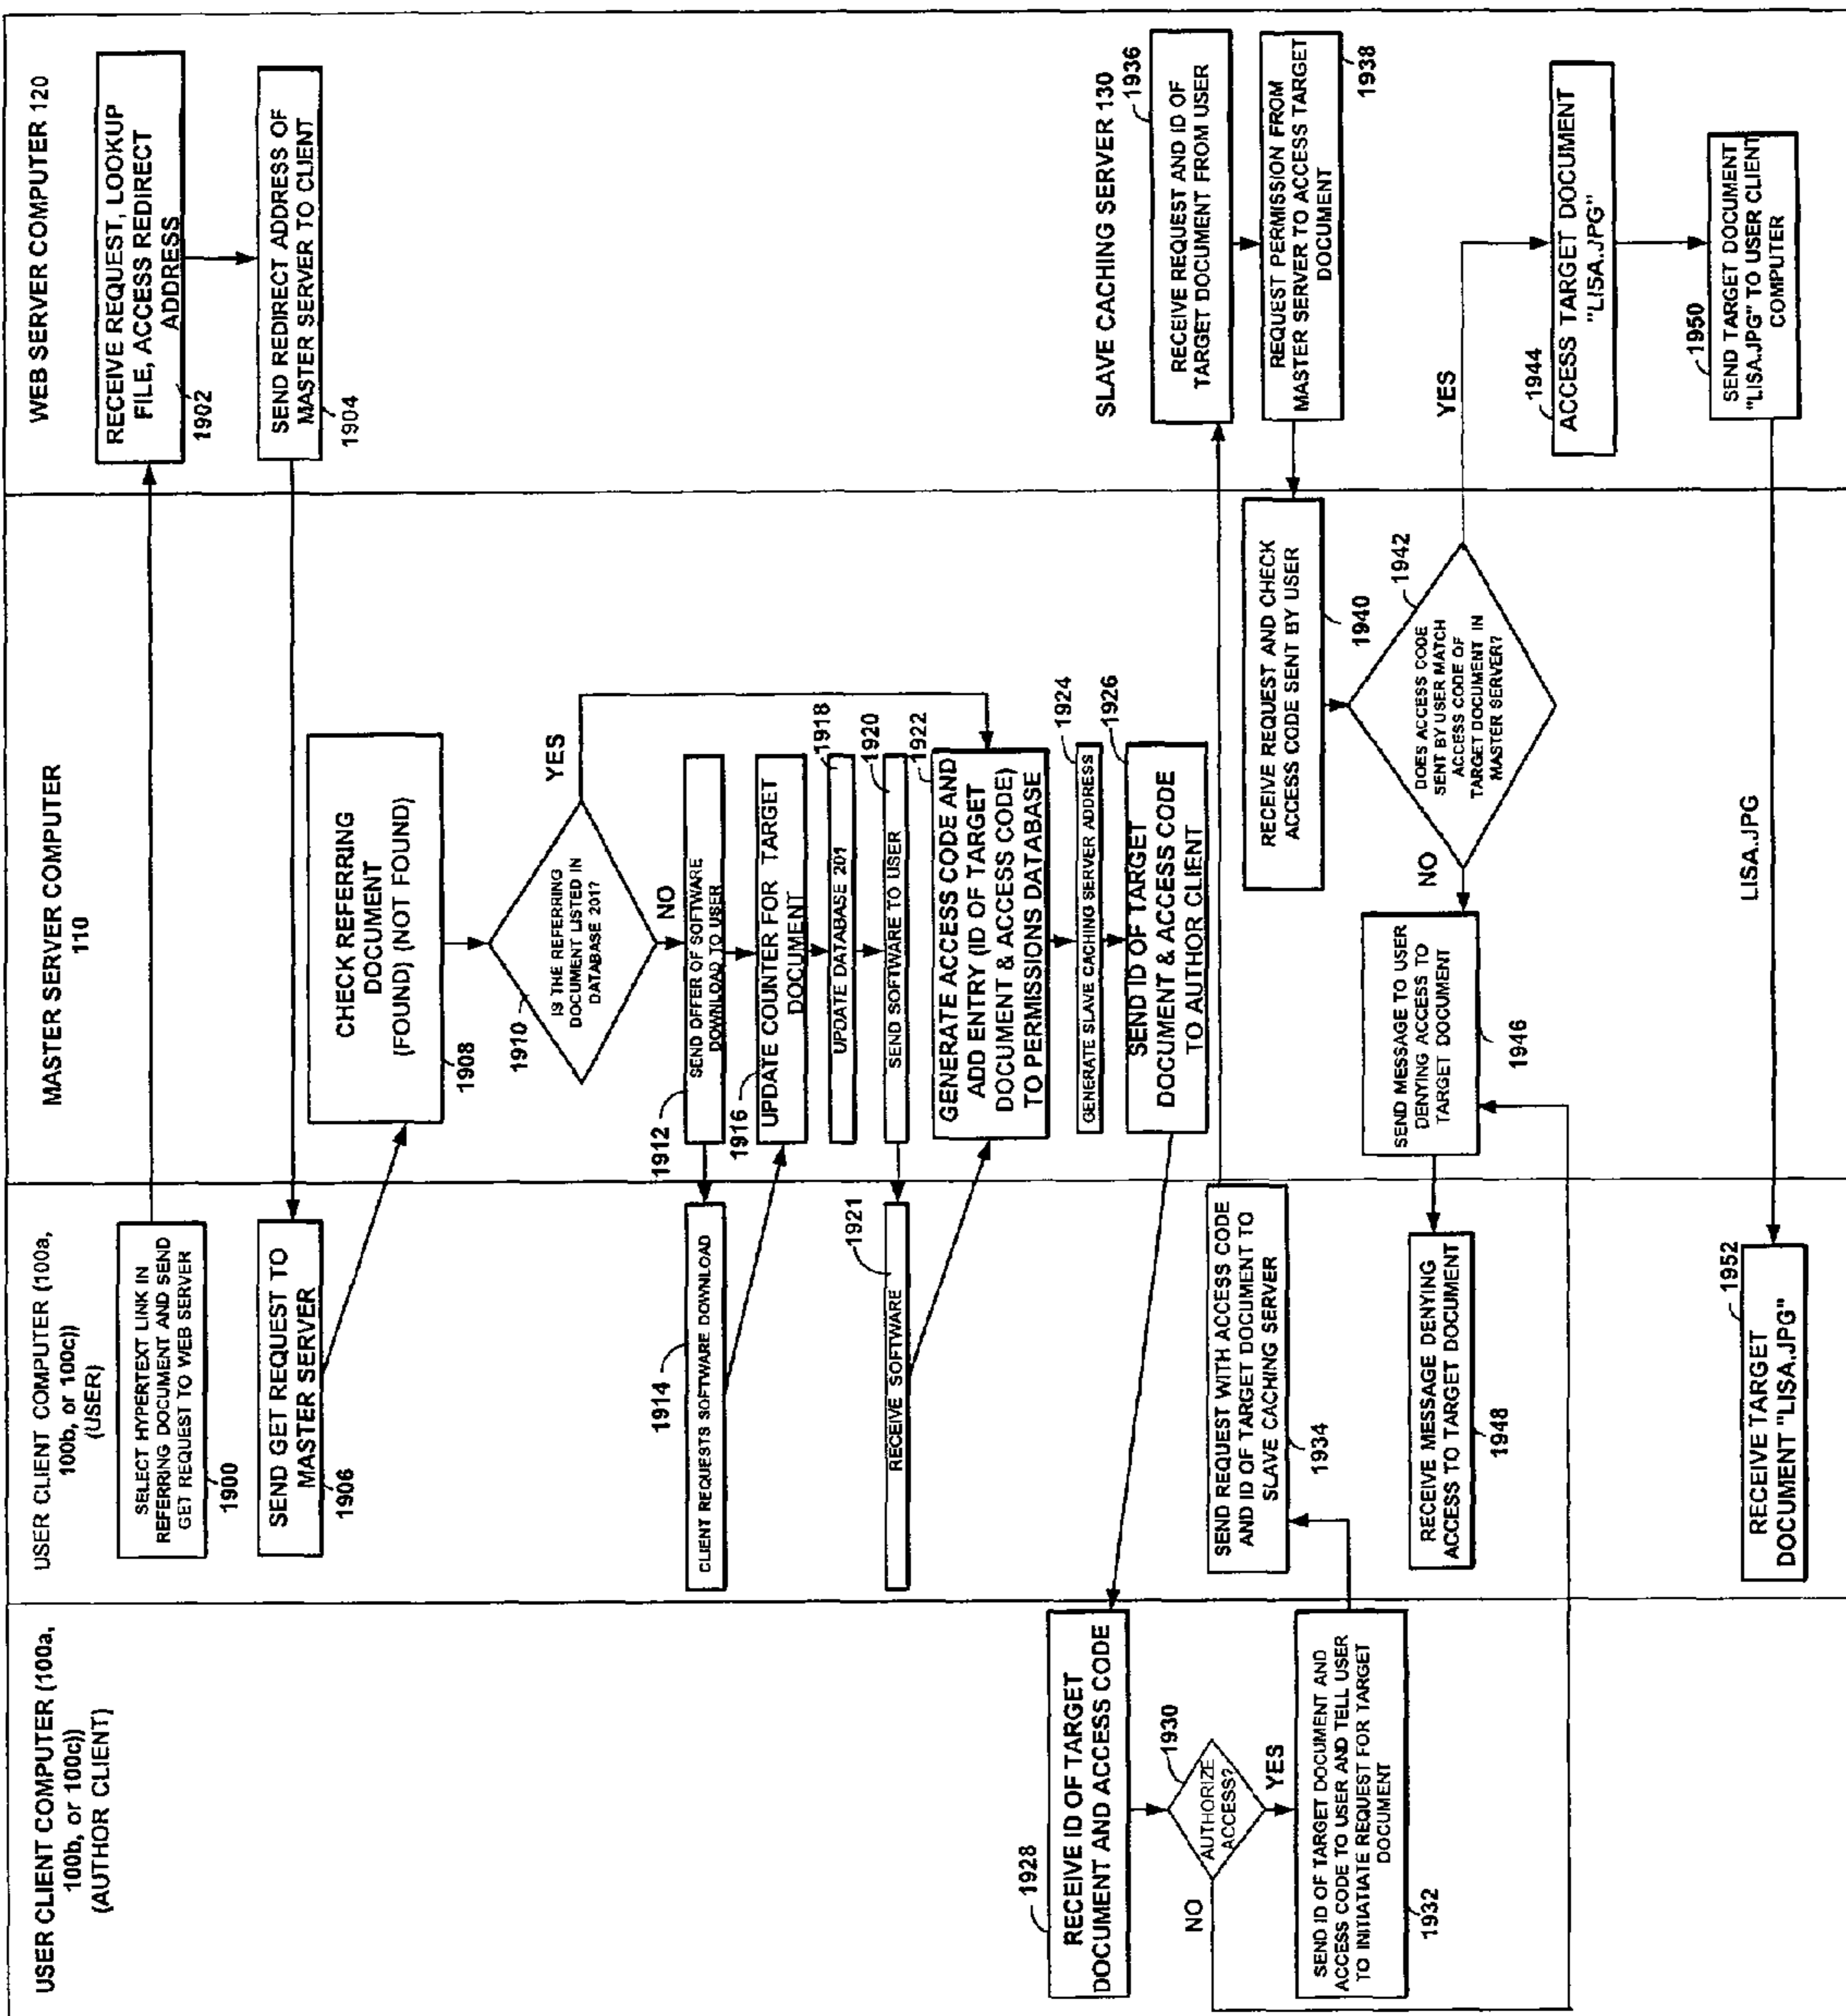 USER CLIENT COMPUTER (100a,
100b, or 100c))
(AUTHOR CLIENT)
USER CLIENT COMPUTER (100a,
100b, or 100c))
(USER)
MASTER SERVER COMPUTER
110
WEB SERVER COMPUTER 120
SELECT HYPERTEXT LINK IN
REFERRING DOCUMENT AND SEND
GET REQUEST TO WEB SERVER
1900
RECEIVE REQUEST, LOOKUP
FILE, ACCESS REDIRECT
ADDRESS
1902
SEND REDIRECT ADDRESS OF
MASTER SERVER TO CLIENT
1904
SEND GET REQUEST TO
MASTER SERVER
1906
CHECK REFERRING
DOCUMENT
(FOUND) (NOT FOUND)
1908
1910
IS THE REFERRING
DOCUMENT LISTED IN
DATABASE 201?
YES
NO
1912
SEND OFFER OF SOFTWARE
DOWNLOAD TO USER
1914
CLIENT REQUESTS SOFTWARE DOWNLOAD
1916
UPDATE COUNTER FOR TARGET
DOCUMENT
1918
UPDATE DATABASE 201
1920
SEND SOFTWARE TO USER
1921
RECEIVE SOFTWARE
1922
GENERATE ACCESS CODE AND
ADD ENTRY (ID OF TARGET
DOCUMENT & ACCESS CODE)
TO PERMISSIONS DATABASE
1924
GENERATE SLAVE CACHING SERVER ADDRESS
1926
SEND ID OF TARGET
DOCUMENT & ACCESS CODE
TO AUTHOR CLIENT
1928
RECEIVE ID OF TARGET
DOCUMENT AND ACCESS CODE
1930
AUTHORIZE
ACCESS?
NO
YES
SEND ID OF TARGET DOCUMENT AND
ACCESS CODE TO USER AND TELL USER
TO INITIATIATE REQUEST FOR TARGET
DOCUMENT
1932
SEND REQUEST WITH ACCESS CODE
AND ID OF TARGET DOCUMENT TO
SLAVE CACHING SERVER
1934
SLAVE CACHING SERVER 130
1936
RECEIVE REQUEST AND ID OF
TARGET DOCUMENT FROM USER
REQUEST PERMISSION FROM
MASTER SERVER TO ACCESS TARGET
DOCUMENT
1938
RECEIVE REQUEST AND CHECK
ACCESS CODE SENT BY USER
1940
1942
DOES ACCESS CODE
SENT BY USER MATCH
ACCESS CODE OF
TARGET DOCUMENT IN
MASTER SERVER?
NO
YES
1944
ACCESS TARGET DOCUMENT
"LISA.JPG"
SEND MESSAGE TO USER
DENYING ACCESS TO
TARGET DOCUMENT
1946
RECEIVE MESSAGE DENYING
ACCESS TO TARGET DOCUMENT
1948
1950
SEND TARGET DOCUMENT
"LISA.JPG" TO USER CLIENT
COMPUTER
LISA.JPG
1952
RECEIVE TARGET
DOCUMENT "LISA.JPG"